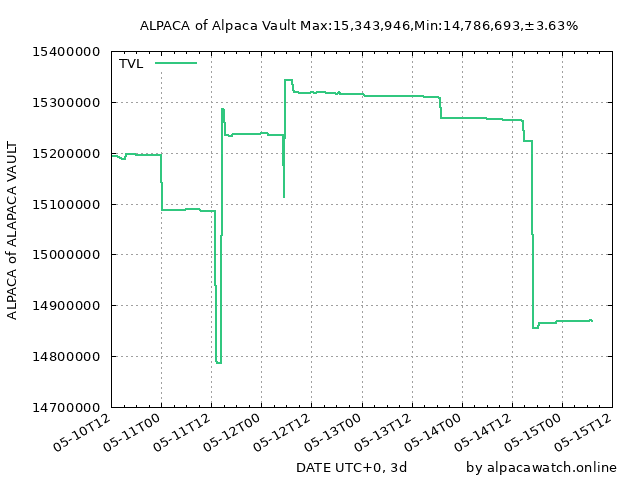 ALPACA of Alpaca Vault Max:15,343,946,Min:14,786,693,±3.63%
TVL
15400000
15300000
15200000
15100000
15000000
14900000
14800000
14700000
ALPACA of ALAPACA VAULT
05-10T12
05-11T00
05-11T12
05-12T00
05-12T12
05-13T00
05-13T12
05-14T00
05-14T12
05-15T00
05-15T12
DATE UTC+0, 3d
by alpacawatch.online